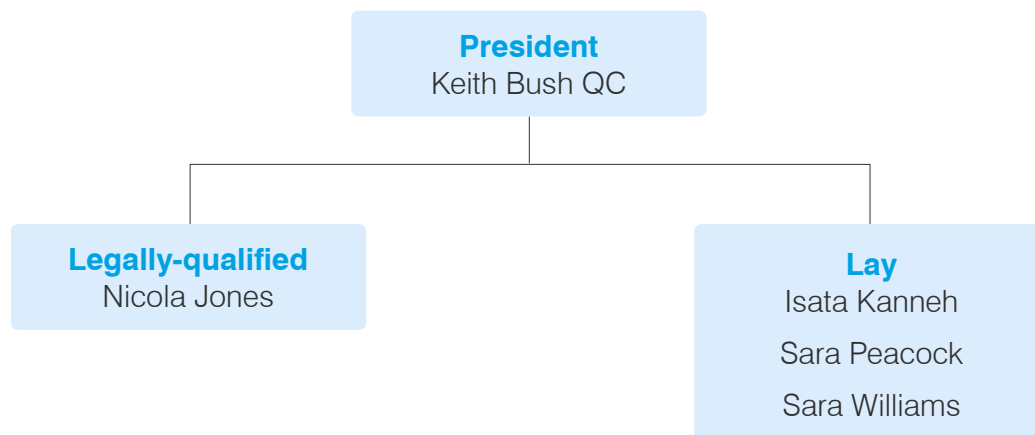 President
Keith Bush QC
Legally-qualified
Nicola Jones
Lay
Isata Kanneh
Sara Peacock
Sara Williams